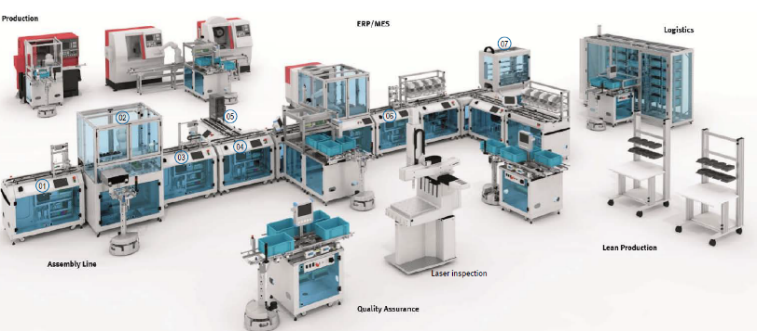 Production
ERP/MES
Logistics
07
02
05
06
03
04
01
Assembly Line
Lean Production
Laser inspection
Quality Assurance